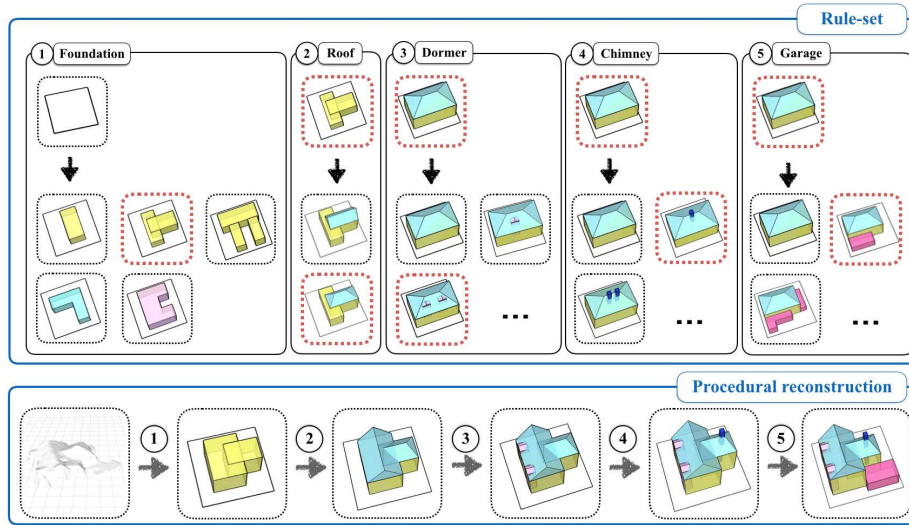 Rule-set
1 Foundation
2 Roof
3 Dormer
4 Chimney
5 Garage
...
...
...
Procedural reconstruction
1
2
3
4
5